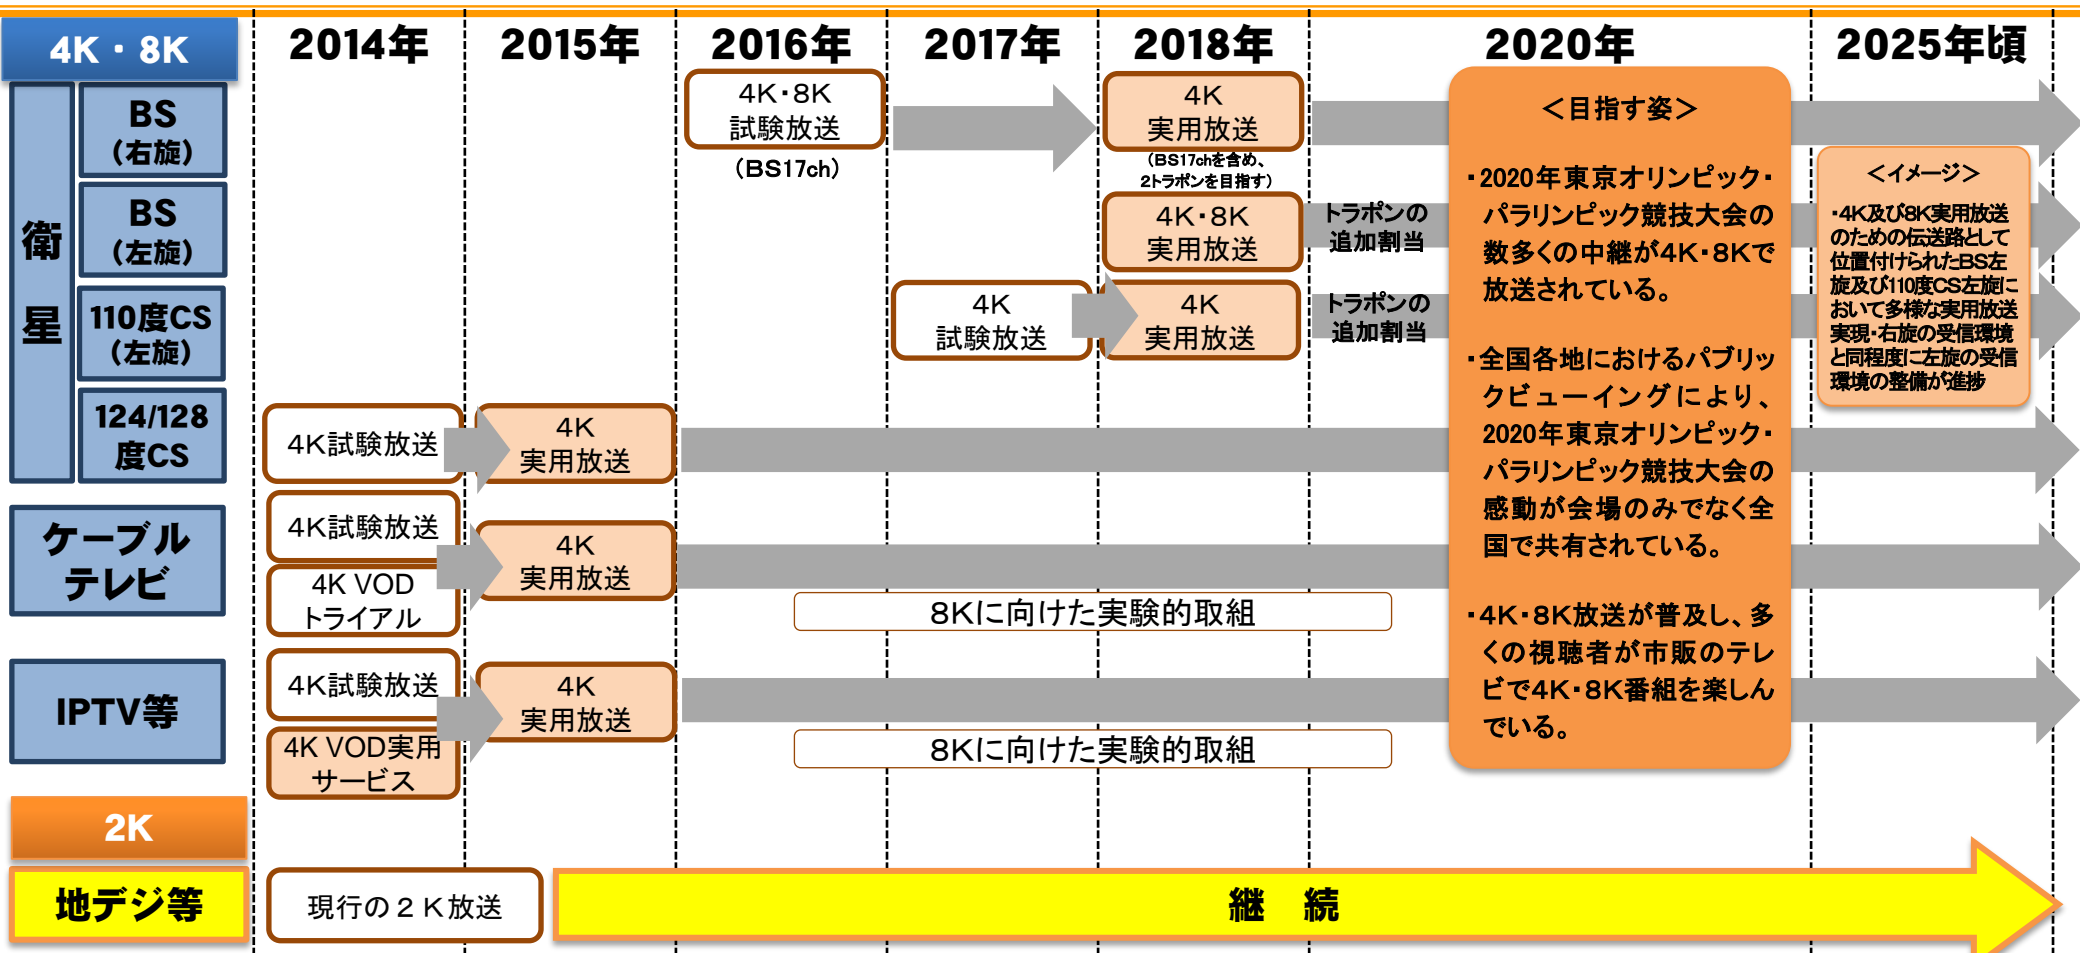 4K・8K
2014年
2015年
2016年
2017年
2018年
2020年
2025年頃
衛星
BS
（右旋）
4K・8K
試験放送
（BS17ch）
4K
実用放送
（BS17chを含め、
2トラポンを目指す）
BS
（左旋）
4K・8K
実用放送
トラポンの
追加割当
110度CS
（左旋）
4K
試験放送
4K
実用放送
トラポンの
追加割当
124/128
度CS
4K試験放送
4K
実用放送
ケーブル
テレビ
4K試験放送
4K VOD
トライアル
4K
実用放送
8Kに向けた実験的取組
IPTV等
4K試験放送
4K VOD実用
サービス
4K
実用放送
8Kに向けた実験的取組
＜目指す姿＞
・2020年東京オリンピック・
パラリンピック競技大会の
数多くの中継が4K・8Kで
放送されている。
・全国各地におけるパブリッ
クビューイングにより、
2020年東京オリンピック・
パラリンピック競技大会の
感動が会場のみでなく全
国で共有されている。
・4K・8K放送が普及し、多
くの視聴者が市販のテレ
ビで4K・8K番組を楽しん
でいる。
＜イメージ＞
・4K及び8K実用放送
のための伝送路として
位置付けられたBS左
旋及び110度CS左旋に
おいて多様な実用放送
実現・右旋の受信環境
と同程度に左旋の受信
環境の整備が進捗
2K
地デジ等
現行の２Ｋ放送
継　続